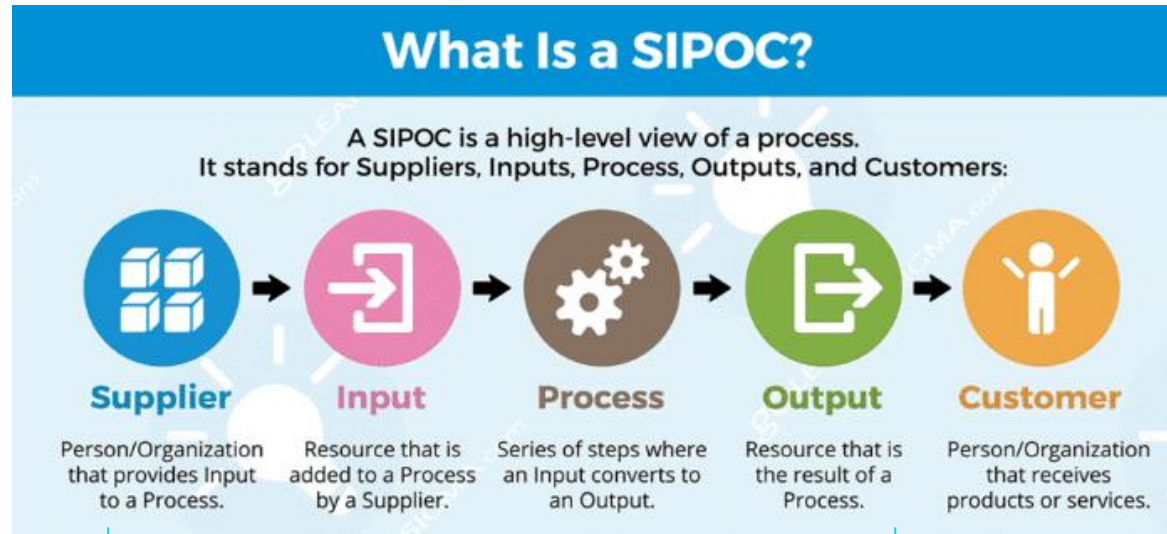 What Is a SIPOC?
A SIPOC is a high-level view of a process.
It stands for Suppliers, Inputs, Process, Outputs, and Customers:
Supplier
Person/Organization
that provides Input
to a Process.
Input
Resource that is
added to a Process
by a Supplier.
Process
Series of steps where
an Input converts to
an Output.
Output
Resource that is
the result of a
Process.
Customer
Person/Organization
that receives
products or services.